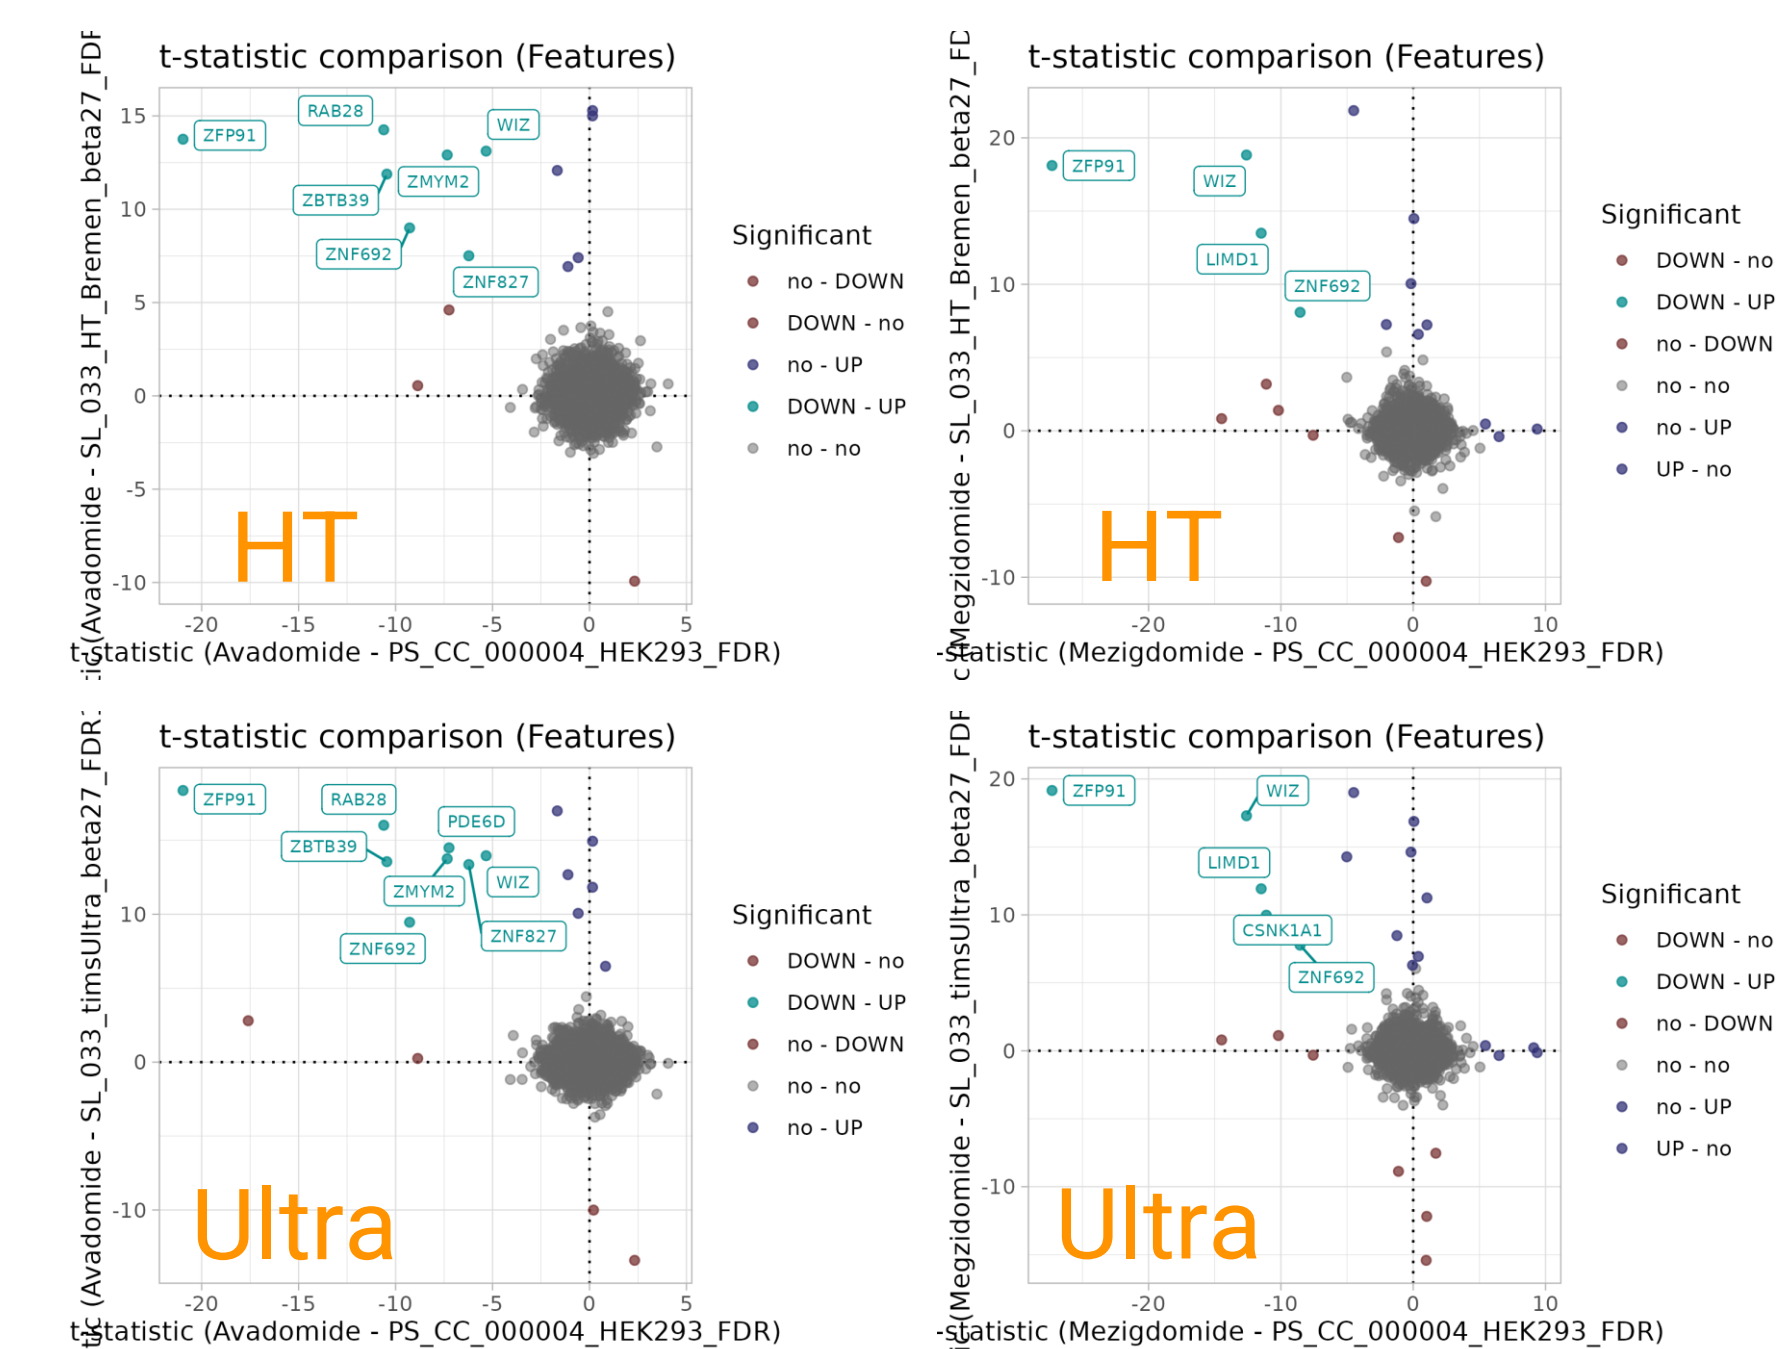 t-statistic comparison (Features)
tic (Avadomide - SL_033_HT_Bremen_beta27_FDF
15
10
5
0
-5
-10
ZFP91
RAB28
WIZ
ZMYM2
ZBTB39
ZNF692
ZNF827
HT
-20 -15 -10 -5 0 5
t-statistic (Avadomide - PS_CC_000004_HEK293_FDR)
Significant
no - DOWN
DOWN - no
no - UP
DOWN - UP
no - no
t-statistic comparison (Features)
c (Megzidomide - SL_033_HT_Bremen_beta27_FD
20
10
0
-10
ZFP91
WIZ
LIMD1
ZNF692
HT
-20 -10 0 10
-statistic (Mezigdomide - PS_CC_000004_HEK293_FDR)
Significant
DOWN - no
DOWN - UP
no - DOWN
no - no
no - UP
UP - no
t-statistic comparison (Features)
tic (Avadomide - SL_033_timsUltra_beta27_FDR
10
0
-10
ZFP91
RAB28
PDE6D
ZBTB39
ZMYM2
WIZ
ZNF692
ZNF827
Ultra
-20 -15 -10 -5 0 5
t-statistic (Avadomide - PS_CC_000004_HEK293_FDR)
Significant
DOWN - no
DOWN - UP
no - DOWN
no - no
no - UP
t-statistic comparison (Features)
ic (Megzidomide - SL_033_timsUltra_beta27_FDF
20
10
0
-10
ZFP91
WIZ
LIMD1
CSNK1A1
ZNF692
Ultra
-20 -10 0 10
-statistic (Mezigdomide - PS_CC_000004_HEK293_FDR)
Significant
DOWN - no
DOWN - UP
no - DOWN
no - no
no - UP
UP - no